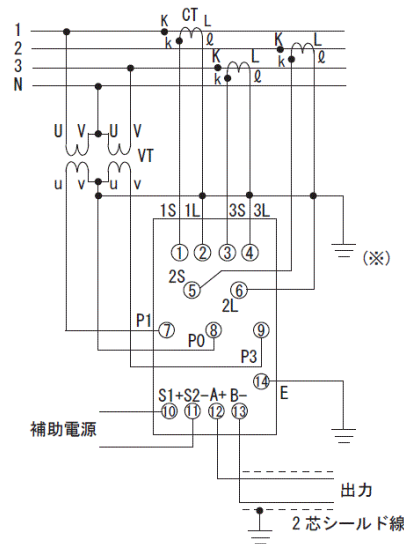 1
2
3
N
K CT L
k ℓ
K L
k ℓ
K L
k ℓ
U V U V
VT
u v u v
1S 1L 3S 3L
① ② ③ ④
(※)
2S ⑤ ⑥
2L
P1 ⑦ ⑧ ⑨
P0
P3
⑭ E
S1+ S2- A+ B-
⑩ ⑪ ⑫ ⑬
補助電源
出力
2芯シールド線